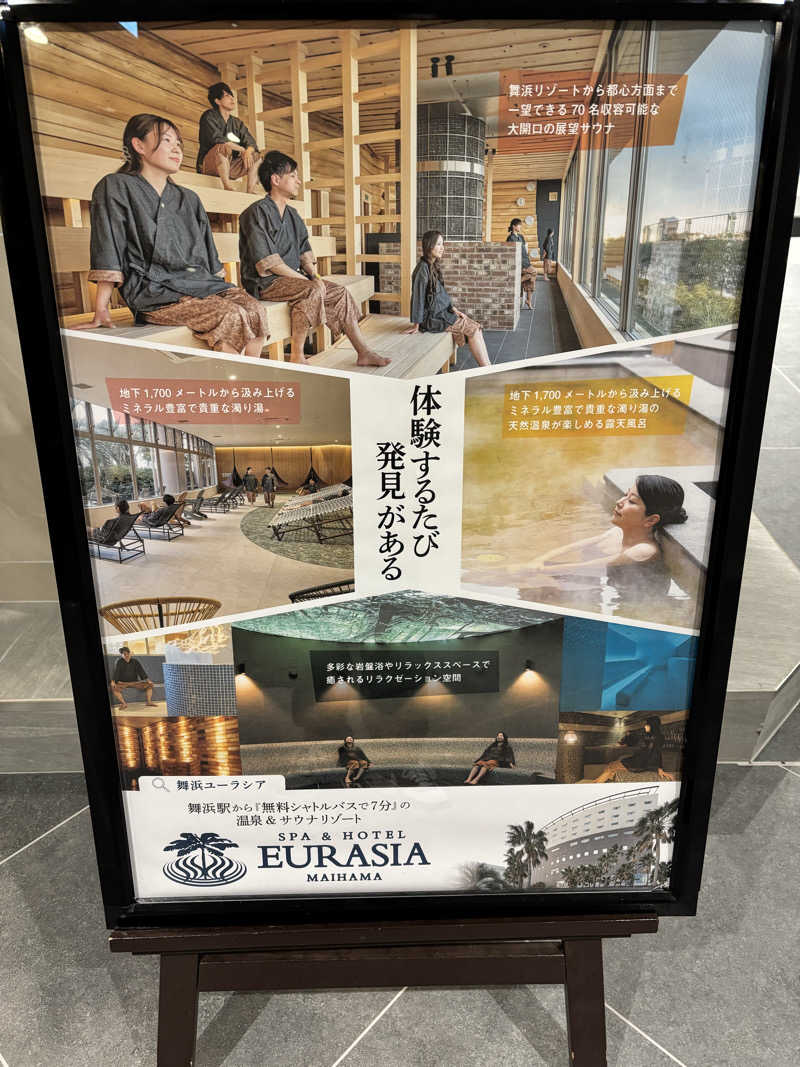 舞浜リゾートから都心方面まで
一望できる70名収容可能な
大開口の展望サウナ
地下1,700メートルから汲み上げる
ミネラル豊富で貴重な濁り湯。
地下1,700メートルから汲み上げる
ミネラル豊富で貴重な濁り湯の
天然温泉が楽しめる露天風呂
体験するたび
発見がある
多彩な岩盤浴やリラックススペースで
癒されるリラクゼーション空間
舞浜ユーラシア
舞浜駅から『無料シャトルバスで7分』の
温泉&サウナリゾート
SPA & HOTEL
EURASIA
MAIHAMA